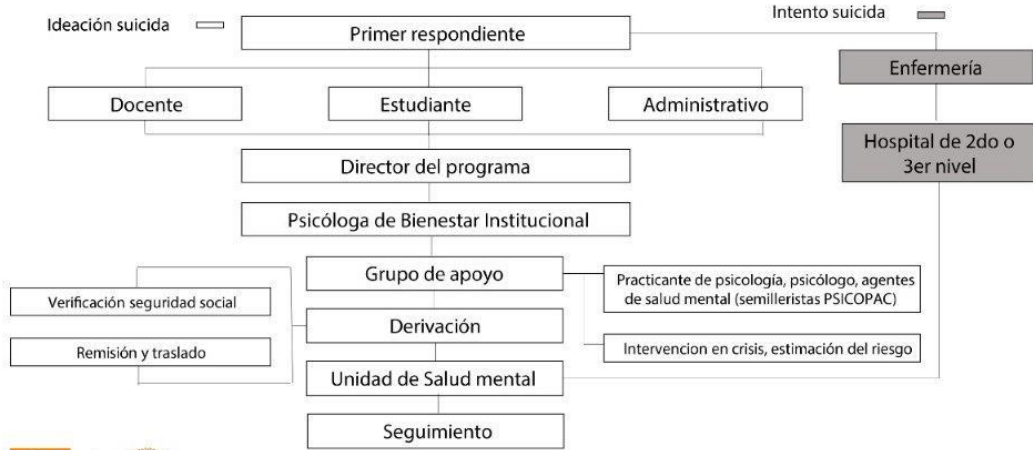 Ideación suicida
Intento suicida
Primer respondiente
Enfermería
Docente
Estudiante
Administrativo
Hospital de 2do o
3er nivel
Director del programa
Psicóloga de Bienestar Institucional
Grupo de apoyo
Practicante de psicología, psicólogo, agentes
de salud mental (semilleristas PSICOPAC)
Verificación seguridad social
Derivación
Remisión y traslado
Intervencion en crisis, estimación del riesgo
Unidad de Salud mental
Seguimiento